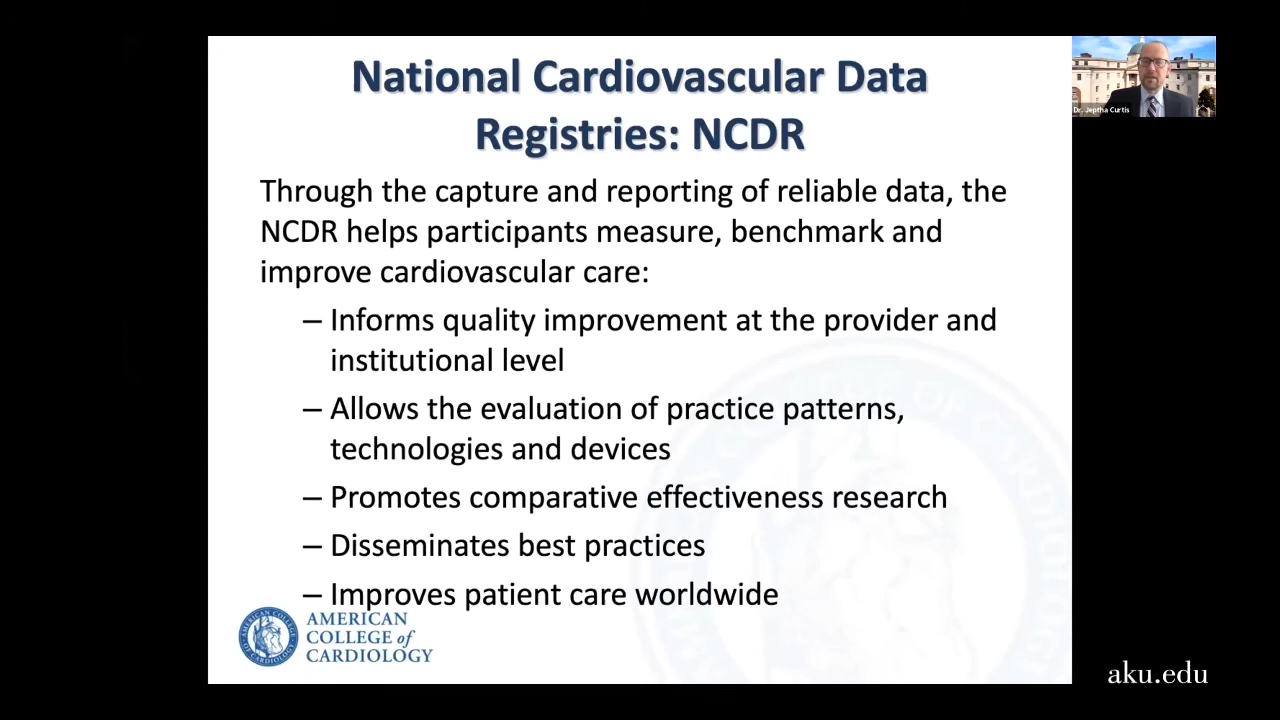 National Cardiovascular Data
Registries: NCDR
Dr. Jeptha Curtis
Through the capture and reporting of reliable data, the
NCDR helps participants measure, benchmark and
improve cardiovascular care:
– Informs quality improvement at the provider and
institutional level
– Allows the evaluation of practice patterns,
technologies and devices
– Promotes comparative effectiveness research
– Disseminates best practices
– Improves patient care worldwide
AMERICAN
COLLEGE of
CARDIOLOGY
aku.edu